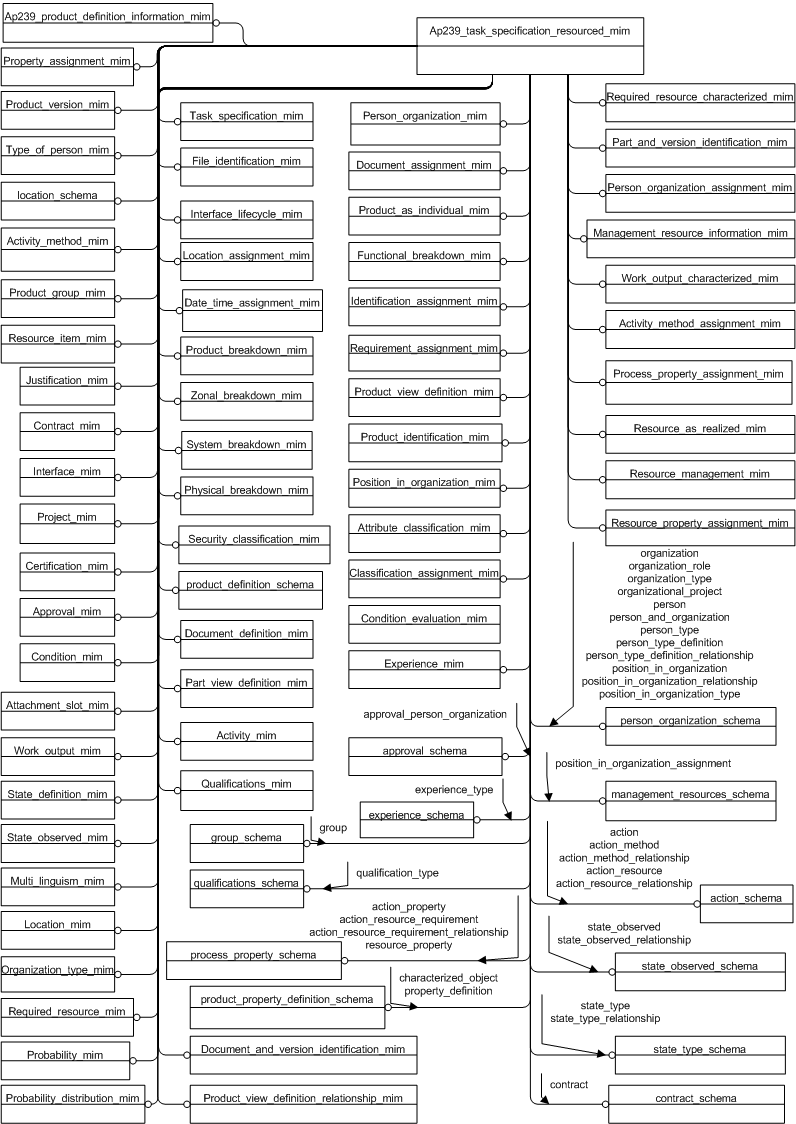 Ap239_product_definition_information_mim
Ap239_task_specification_resourced_mim
Property_assignment_mim
Product_version_mim
Type_of_person_mim
location_schema
Activity_method_mim
Product_group_mim
Resource_item_mim
Justification_mim
Contract_mim
Interface_mim
Project_mim
Certification_mim
Approval_mim
Condition_mim
Attachment_slot_mim
Work_output_mim
State_definition_mim
State_observed_mim
Multi_linguism_mim
Location_mim
Organization_type_mim
Required_resource_mim
Probability_mim
Probability_distribution_mim
Task_specification_mim
File_identification_mim
Interface_lifecycle_mim
Location_assignment_mim
Date_time_assignment_mim
Product_breakdown_mim
Zonal_breakdown_mim
System_breakdown_mim
Physical_breakdown_mim
Security_classification_mim
product_definition_schema
Document_definition_mim
Part_view_definition_mim
Activity_mim
Qualifications_mim
group_schema
group
qualifications_schema
qualification_type
action_property
action_resource_requirement
action_resource_requirement_relationship
resource_property
process_property_schema
characterized_object
property_definition
product_property_definition_schema
Document_and_version_identification_mim
Product_view_definition_relationship_mim
Person_organization_mim
Document_assignment_mim
Product_as_individual_mim
Functional_breakdown_mim
Identification_assignment_mim
Requirement_assignment_mim
Product_view_definition_mim
Product_identification_mim
Position_in_organization_mim
Attribute_classification_mim
Classification_assignment_mim
Condition_evaluation_mim
Experience_mim
approval_person_organization
approval_schema
experience_type
experience_schema
Required_resource_characterized_mim
Part_and_version_identification_mim
Person_organization_assignment_mim
Management_resource_information_mim
Work_output_characterized_mim
Activity_method_assignment_mim
Process_property_assignment_mim
Resource_as_realized_mim
Resource_management_mim
Resource_property_assignment_mim
organization
organization_role
organization_type
organizational_project
person
person_and_organization
person_type
person_type_definition
person_type_definition_relationship
position_in_organization
position_in_organization_relationship
position_in_organization_type
person_organization_schema
position_in_organization_assignment
management_resources_schema
action
action_method
action_method_relationship
action_resource
action_resource_relationship
action_schema
state_observed
state_observed_relationship
state_observed_schema
state_type
state_type_relationship
state_type_schema
contract
contract_schema